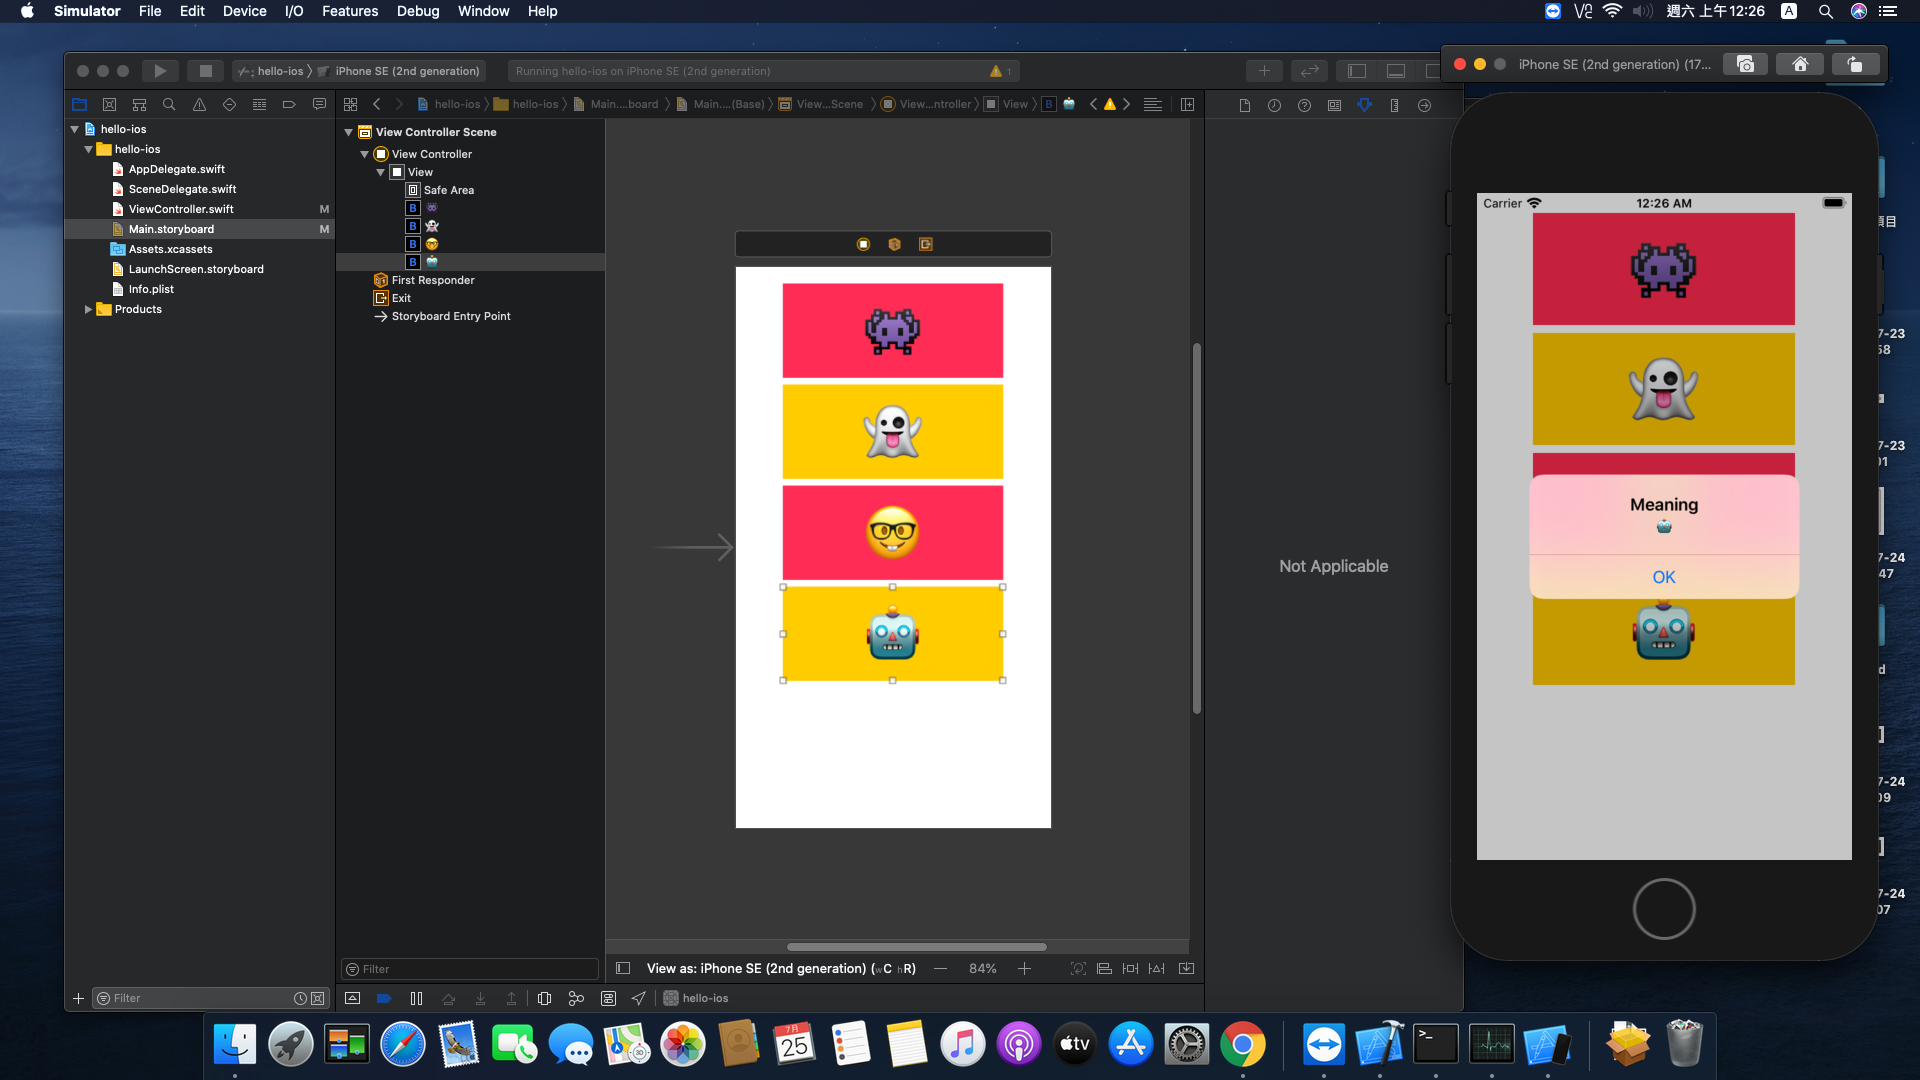 Simulator File Edit Device I/O Features Debug Window Help
週六 上午12:26 A
hello-ios iPhone SE (2nd generation)
Running hello-ios on iPhone SE (2nd generation) 1
iPhone SE (2nd generation) (17...
hello-ios hello-ios Main....board Main....(Base) View...Scene View...ntroller View B
hello-ios
hello-ios
AppDelegate.swift
SceneDelegate.swift
ViewController.swift M
Main.storyboard M
Assets.xcassets
LaunchScreen.storyboard
Info.plist
Products
View Controller Scene
View Controller
View
Safe Area
B
B
B
B
First Responder
Exit
Storyboard Entry Point
Not Applicable
Carrier 12:26 AM
Meaning
OK
項目
7-23
58
7-23
01
7-24
47
d
7-24
09
7-24
07
Filter
View as: iPhone SE (2nd generation) (wC hR) 84%
Filter
hello-ios
7月
25
3D
tv
>_